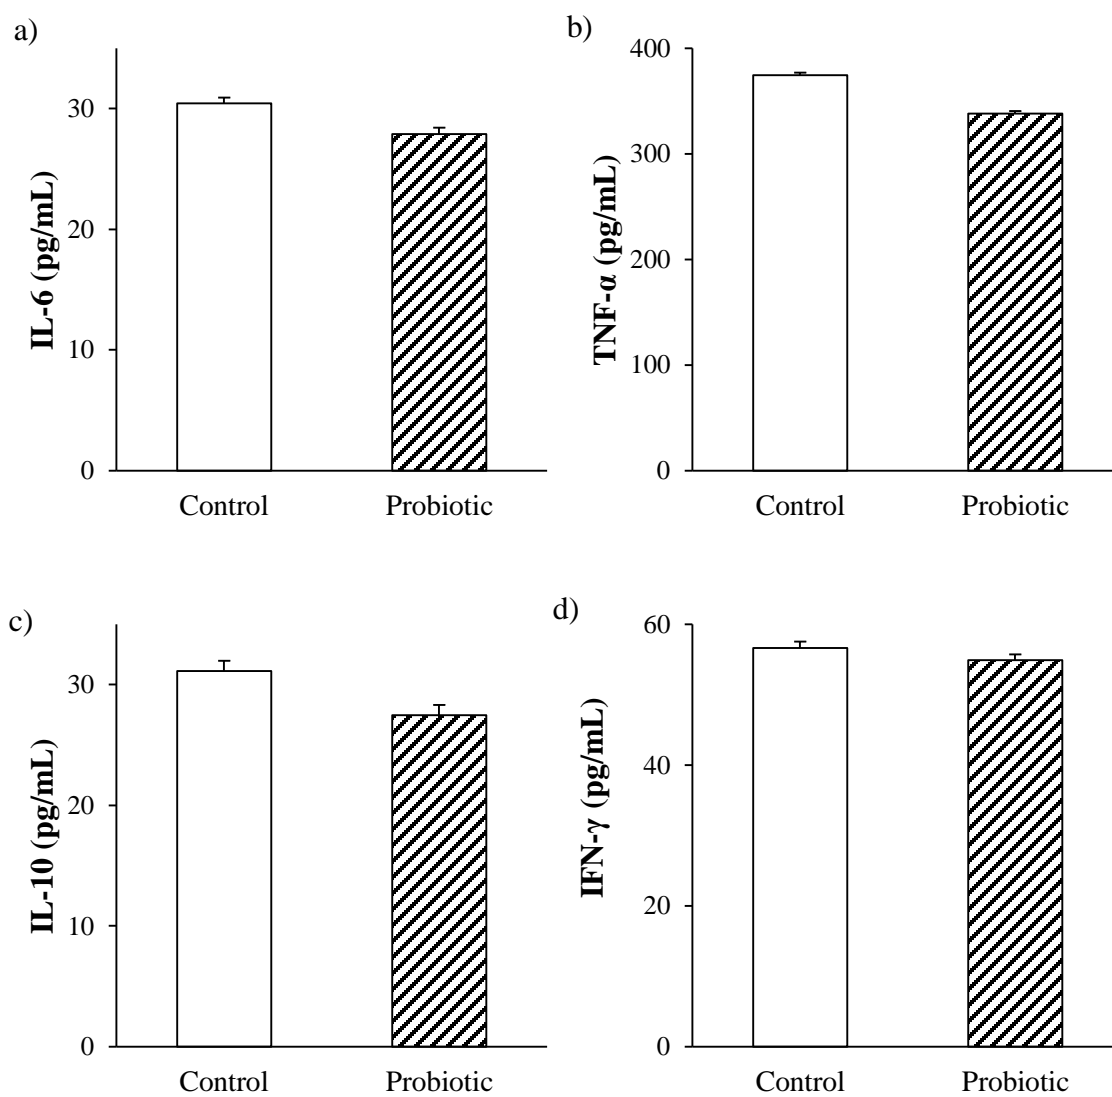 a)
IL-6 (pg/mL)
30
20
10
0
Control Probiotic
b)
TNF-α (pg/mL)
400
300
200
100
0
Control Probiotic
c)
IL-10 (pg/mL)
30
20
10
0
Control Probiotic
d)
IFN-γ (pg/mL)
60
40
20
0
Control Probiotic